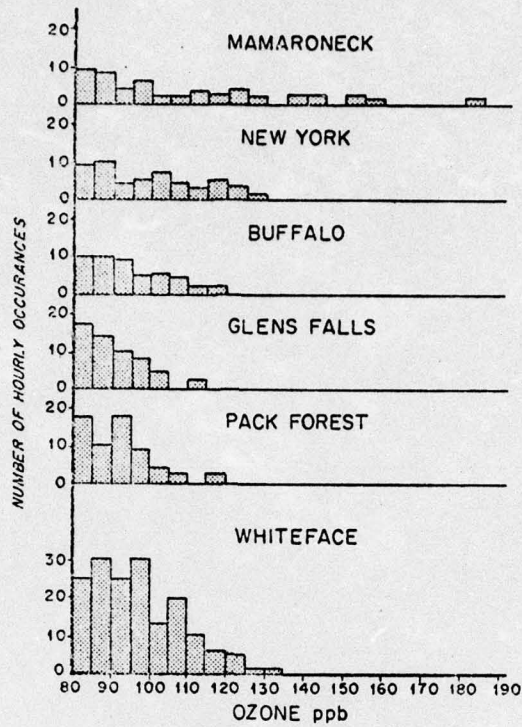 MAMARONECK
20
10
0
NEW YORK
20
10
0
BUFFALO
20
10
0
GLENS FALLS
20
10
0
PACK FOREST
20
10
0
WHITEFACE
30
20
10
0
80 90 100 110 120 130 140 150 160 170 180 190
OZONE ppb
NUMBER OF HOURLY OCCURANCES